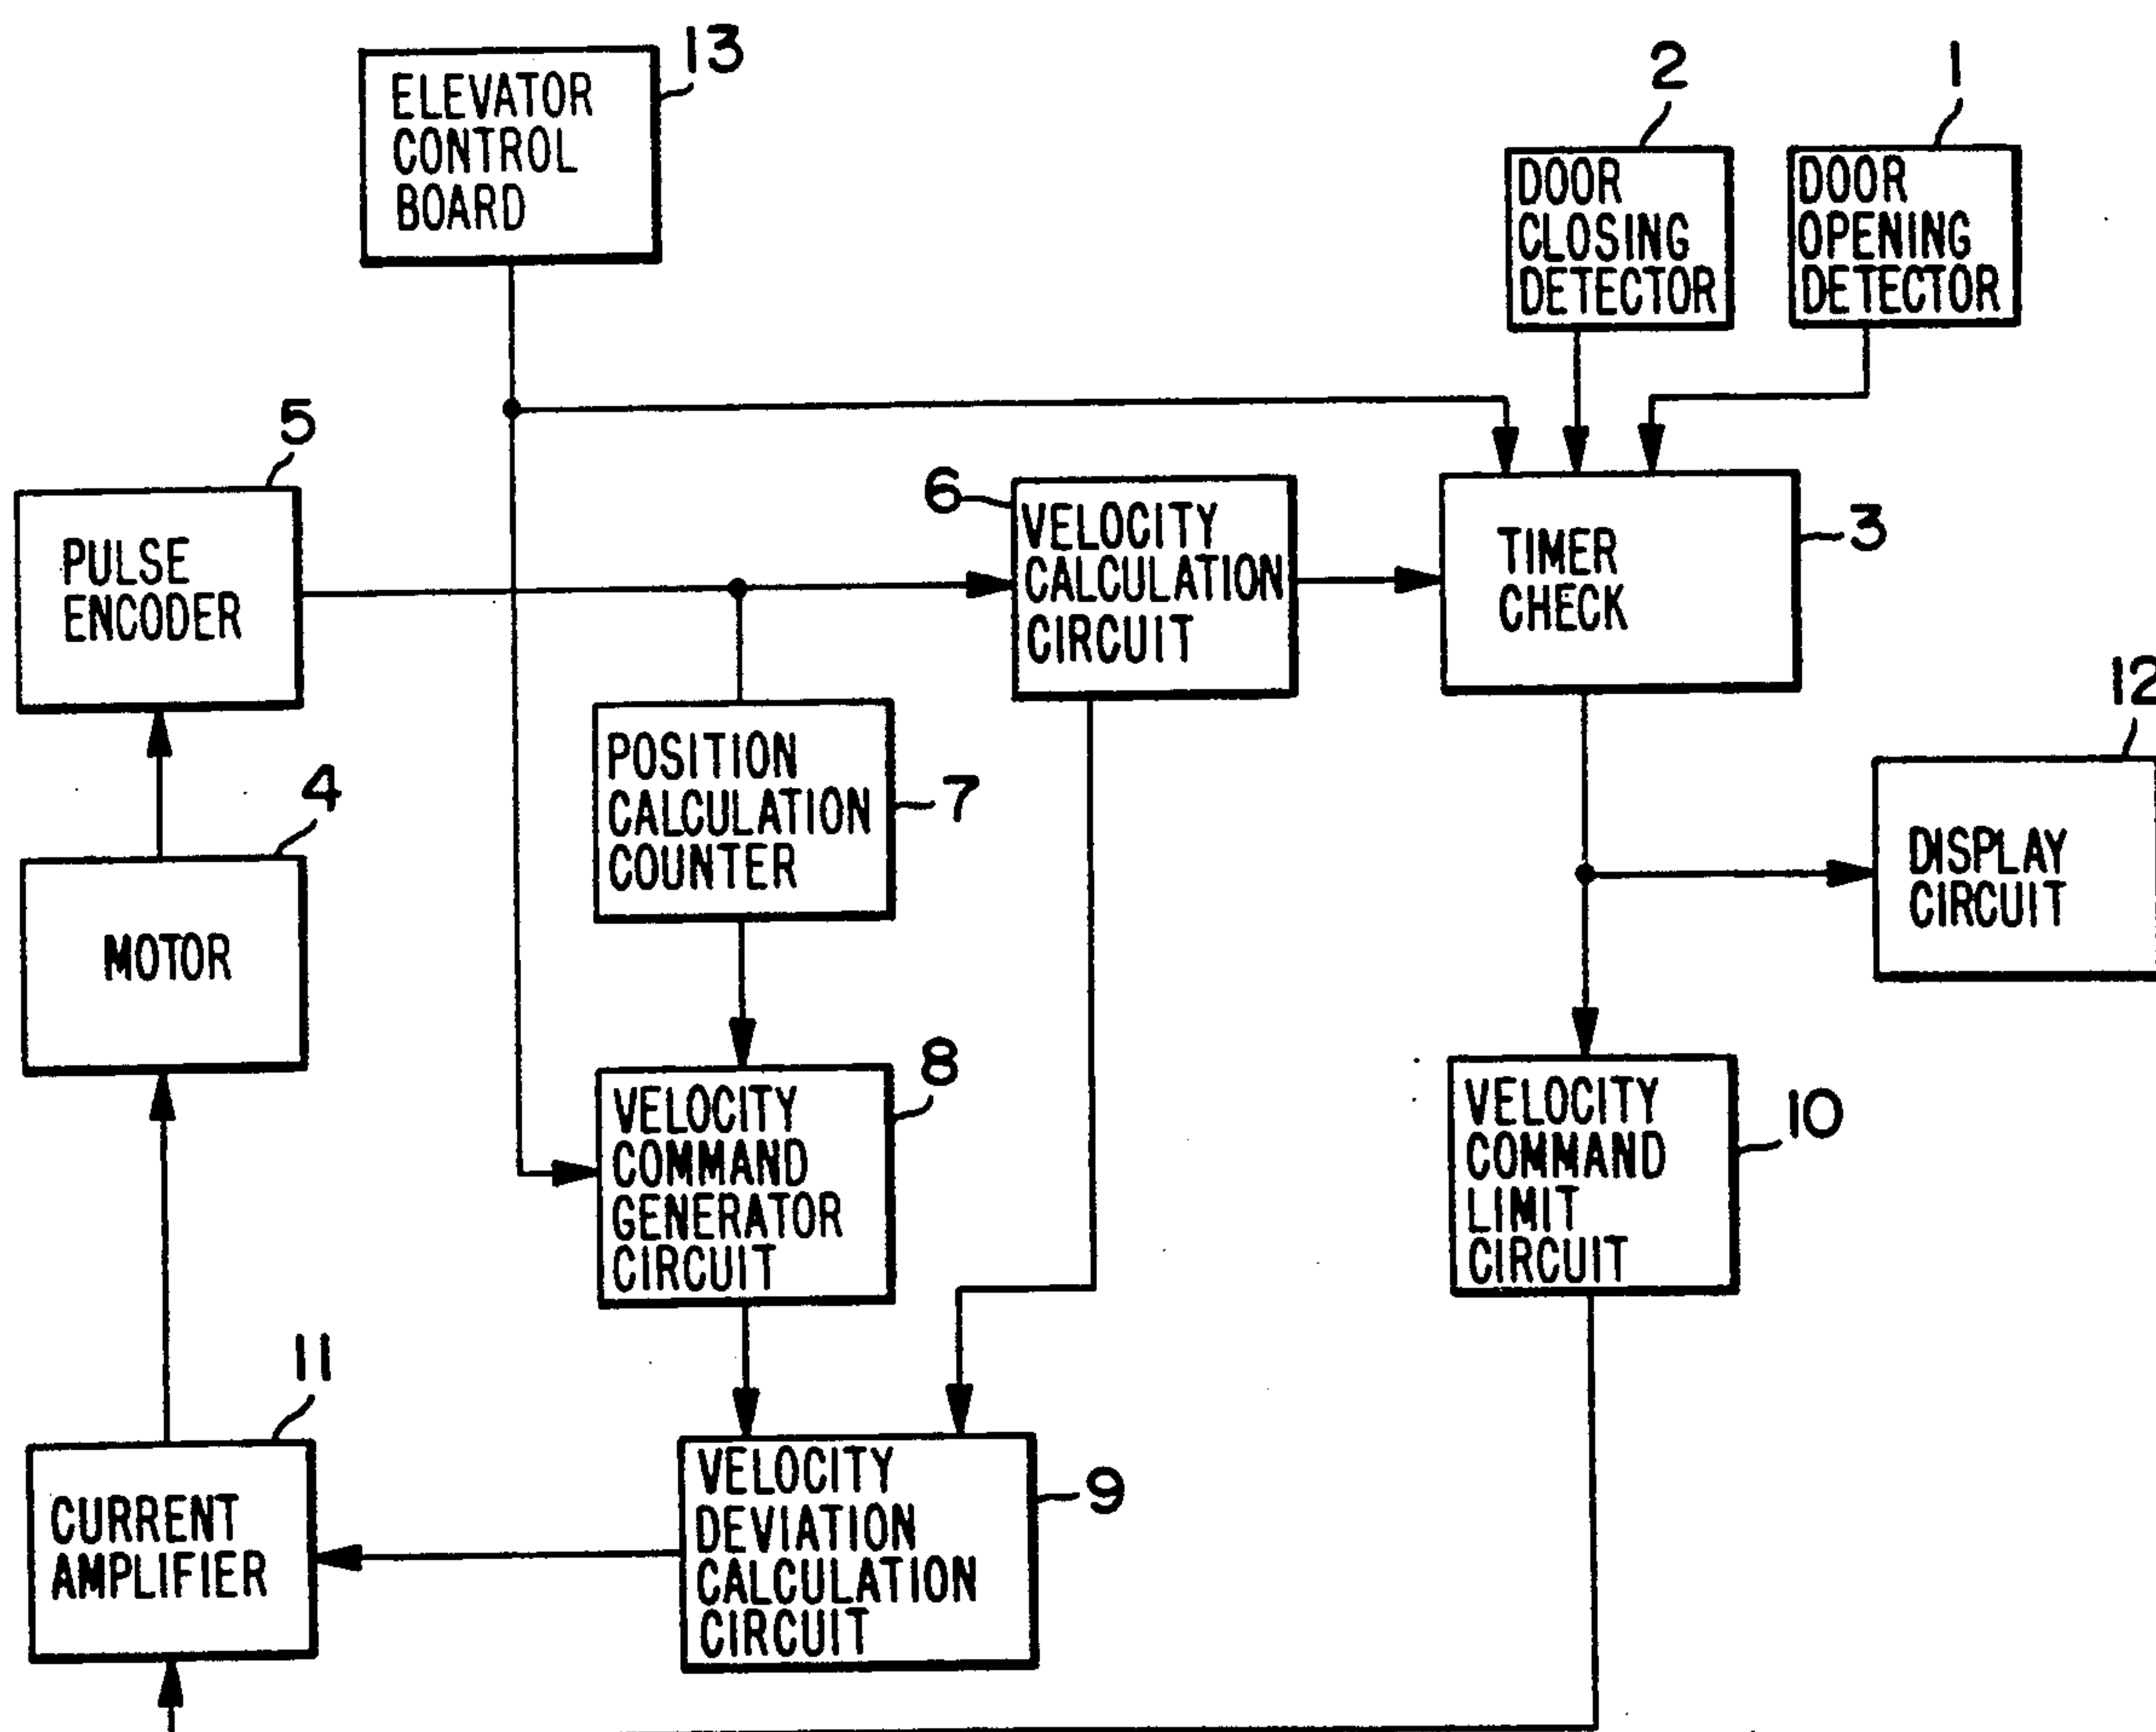 13
ELEVATOR
CONTROL
BOARD
2
1
DOOR
CLOSING
DETECTOR
DOOR
OPENING
DETECTOR
5
PULSE
ENCODER
6
VELOCITY
CALCULATION
CIRCUIT
TIMER
CHECK
3
12
DISPLAY
CIRCUIT
4
MOTOR
POSITION
CALCULATION
COUNTER
7
8
VELOCITY
COMMAND
GENERATOR
CIRCUIT
VELOCITY
COMMAND
LIMIT
CIRCUIT
10
11
CURRENT
AMPLIFIER
VELOCITY
DEVIATION
CALCULATION
CIRCUIT
9